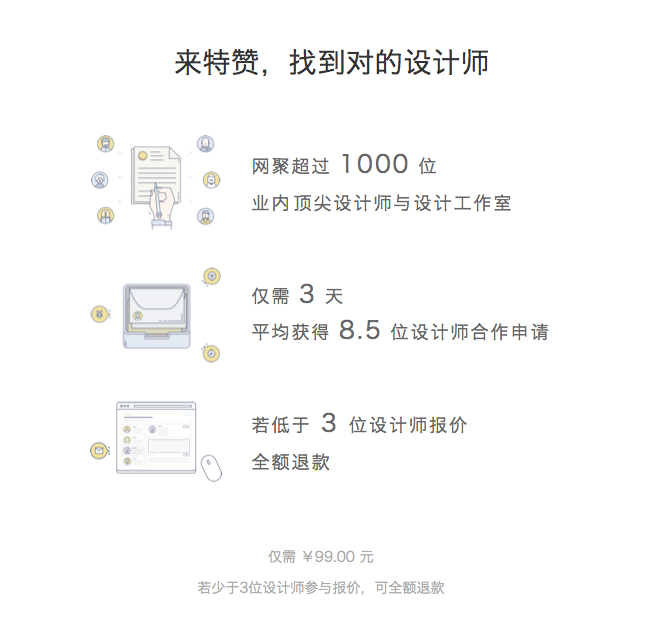 来特赞，找到对的设计师
网聚超过 1000 位
业内顶尖设计师与设计工作室
仅需 3 天
平均获得 8.5 位设计师合作申请
若低于 3 位设计师报价
全额退款
仅需 ￥99.00 元
若少于3位设计师参与报价，可全额退款